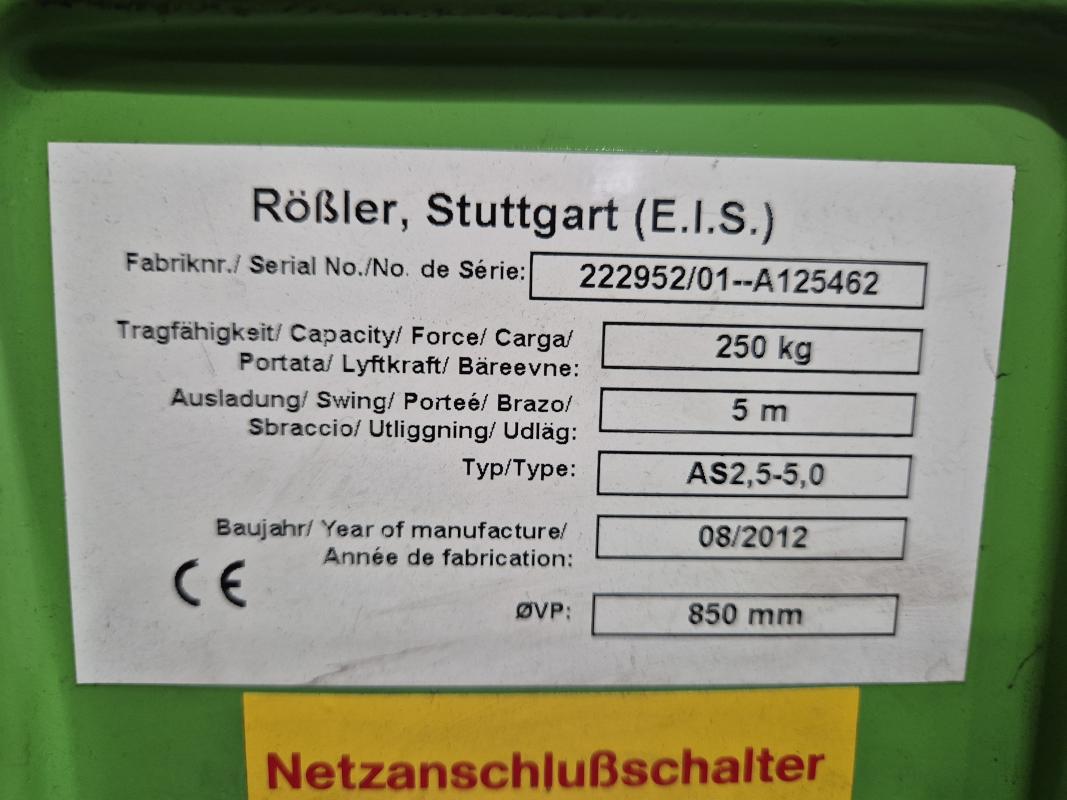 Rößler, Stuttgart (E.I.S.)
Fabriknr./ Serial No./No. de Série: 222952/01--A125462
Tragfähigkeit/ Capacity/ Force/ Carga/
Portata/ Lyftkraft/ Bäreevne: 250 kg
Ausladung/ Swing/ Porteé/ Brazo/
Sbraccio/ Utliggning/ Udläg: 5 m
Typ/Type: AS2,5-5,0
Baujahr/ Year of manufacture/
Année de fabrication: 08/2012
CE
ØVP: 850 mm
Netzanschlußschalter